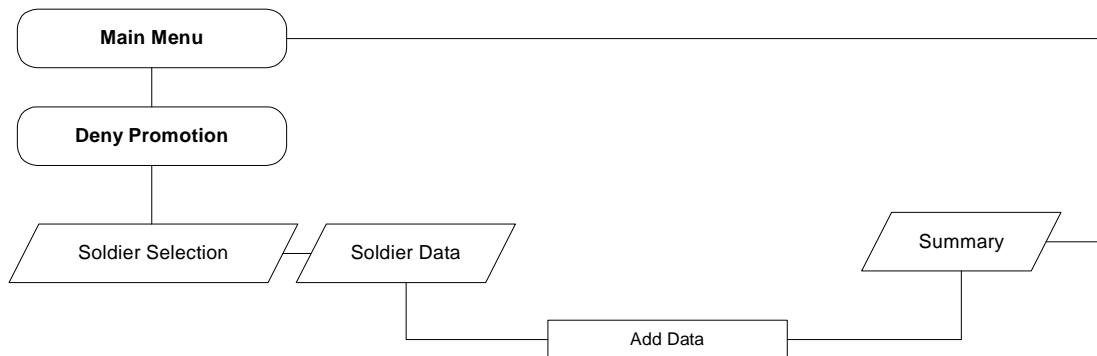 Main Menu
Deny Promotion
Soldier Selection
Soldier Data
Summary
Add Data